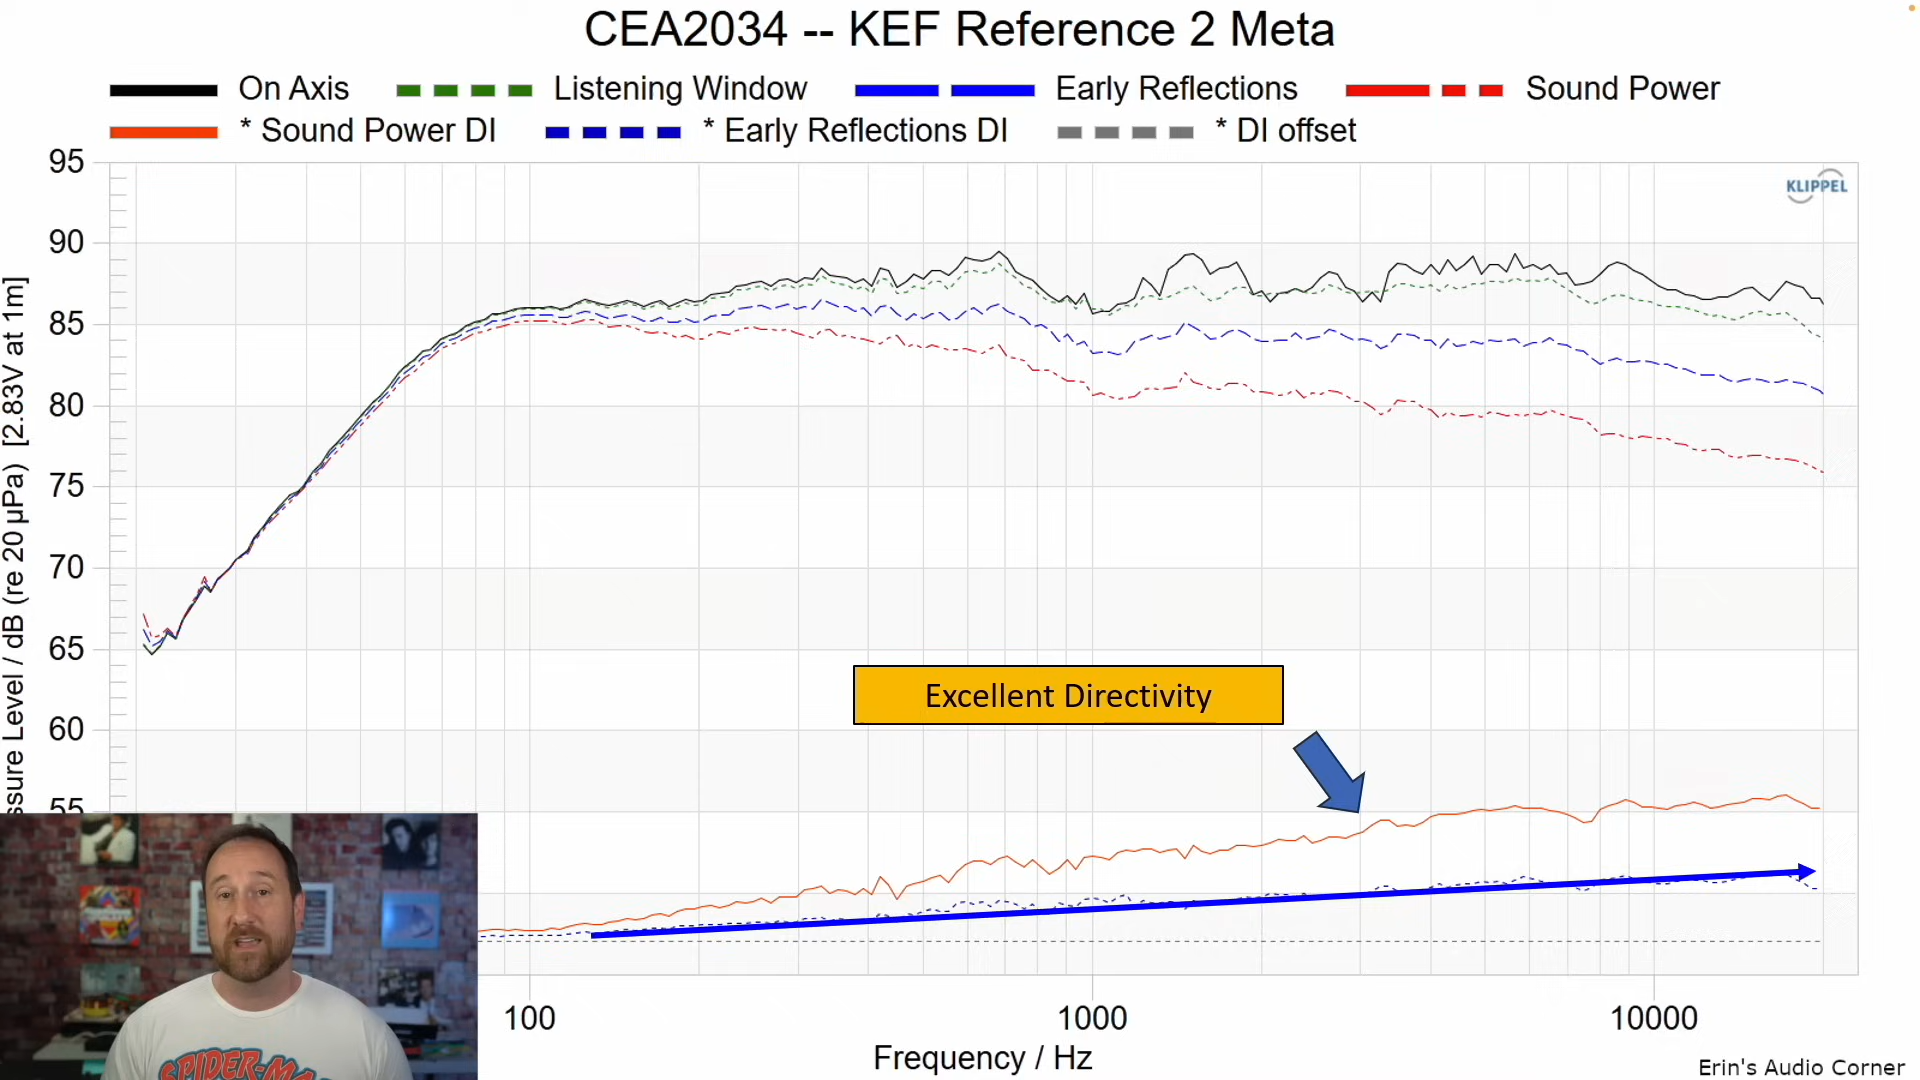 CEA2034 -- KEF Reference 2 Meta
On Axis Listening Window Early Reflections Sound Power
* Sound Power DI * Early Reflections DI * DI offset
95
KLIPPEL
90
85
80
75
70
65
60
55
ssure Level / dB (re 20 µPa) [2.83V at 1m]
Excellent Directivity
100 1000 10000
Frequency / Hz
Erin's Audio Corner
SPIDER-MA